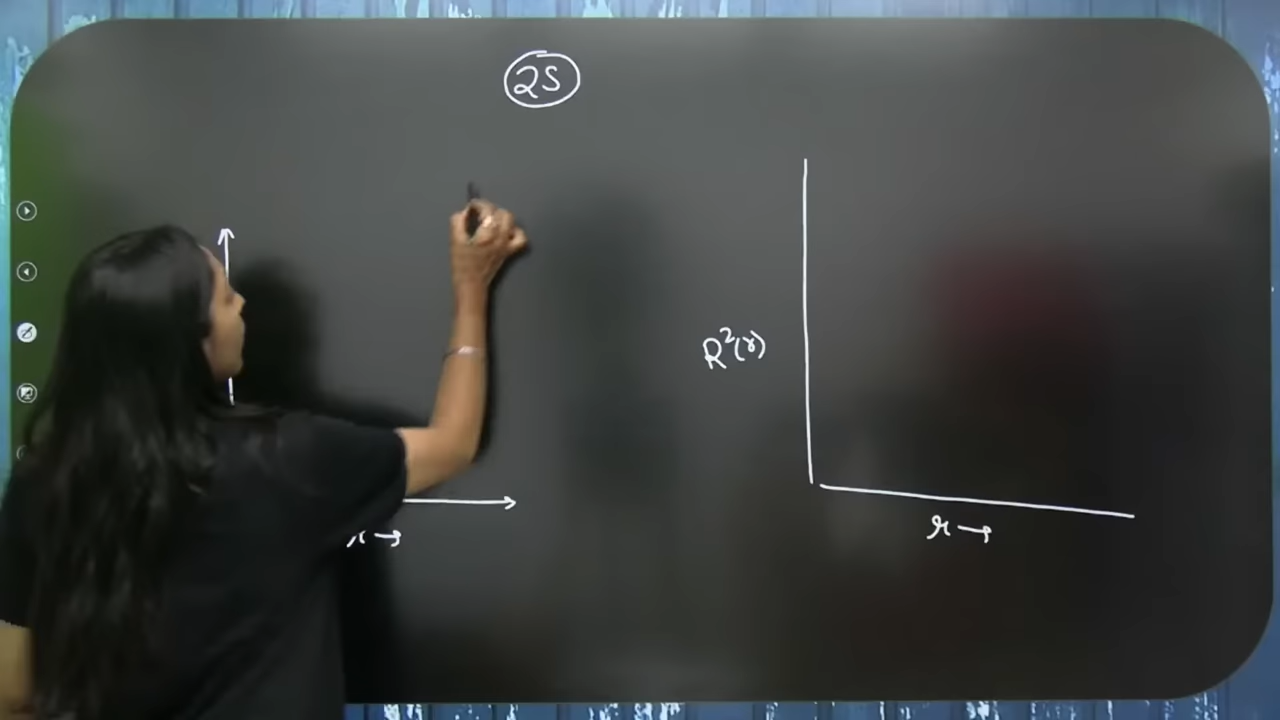 2S
R²(r)
r →
r →